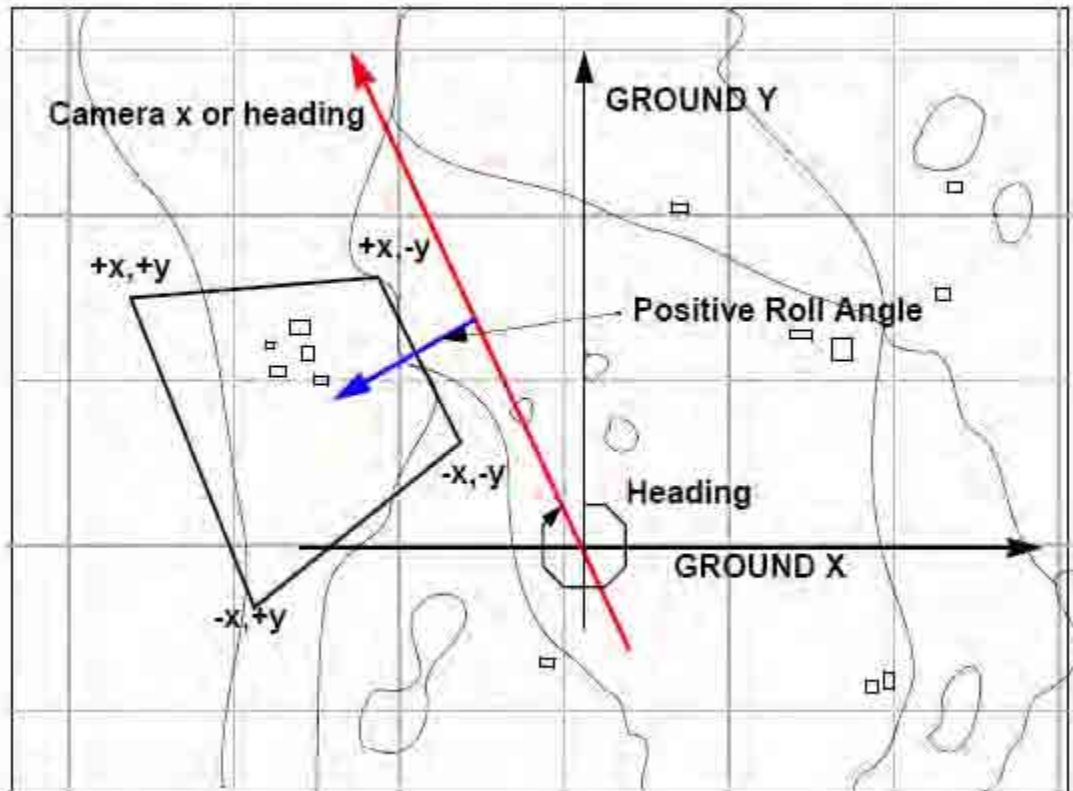 GROUND Y
Camera x or heading
+x,-y
+x,+y
Positive Roll Angle
-x,-y
Heading
GROUND X
-x,+y